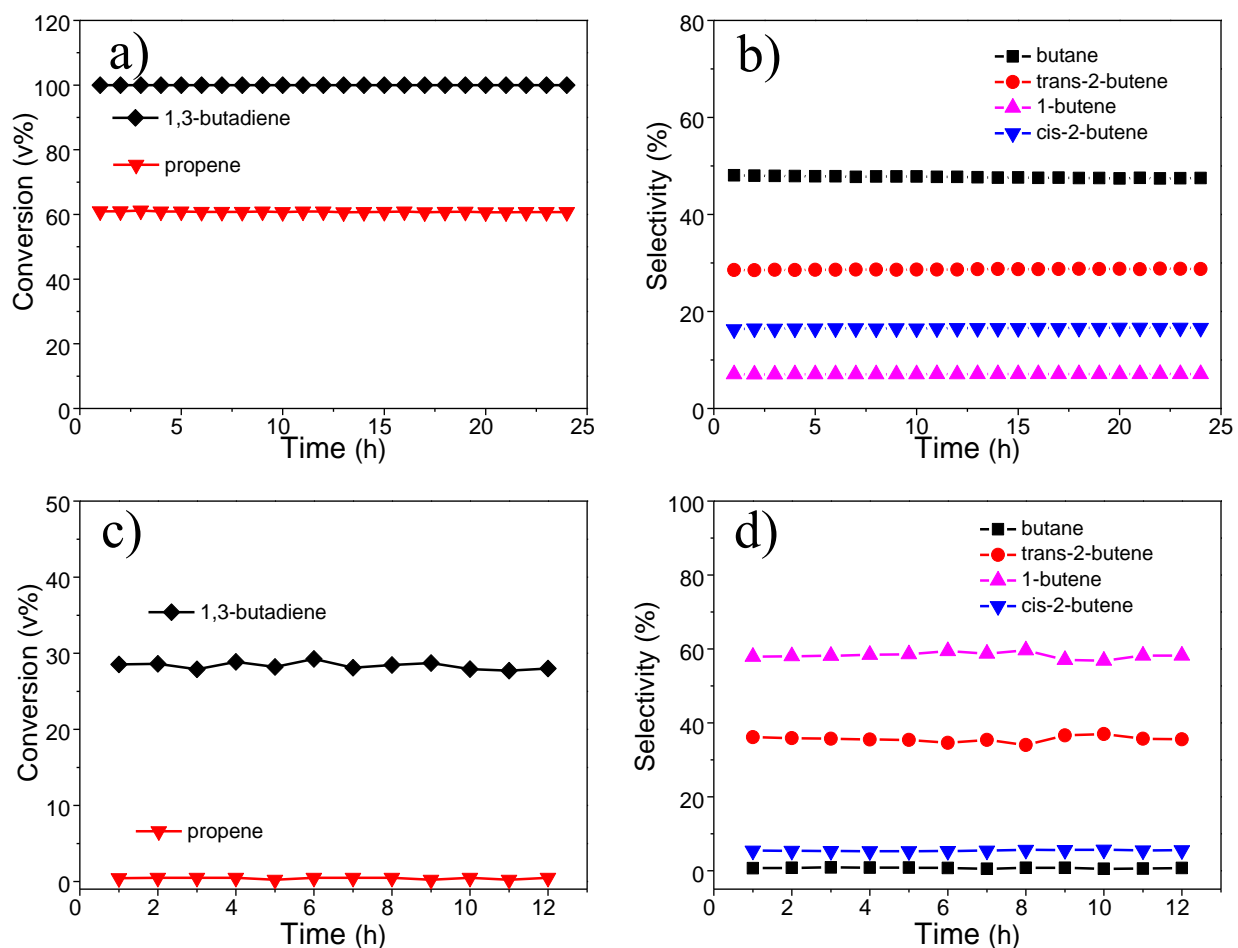 a)
120
100
80
60
40
20
0
0 5 10 15 20 25
Conversion (v%)
Time (h)
1,3-butadiene
propene
b)
80
60
40
20
0
0 5 10 15 20 25
Selectivity (%)
Time (h)
butane
trans-2-butene
1-butene
cis-2-butene
c)
50
40
30
20
10
0
0 2 4 6 8 10 12
Conversion (v%)
Time (h)
1,3-butadiene
propene
d)
100
80
60
40
20
0
0 2 4 6 8 10 12
Selectivity (%)
Time (h)
butane
trans-2-butene
1-butene
cis-2-butene